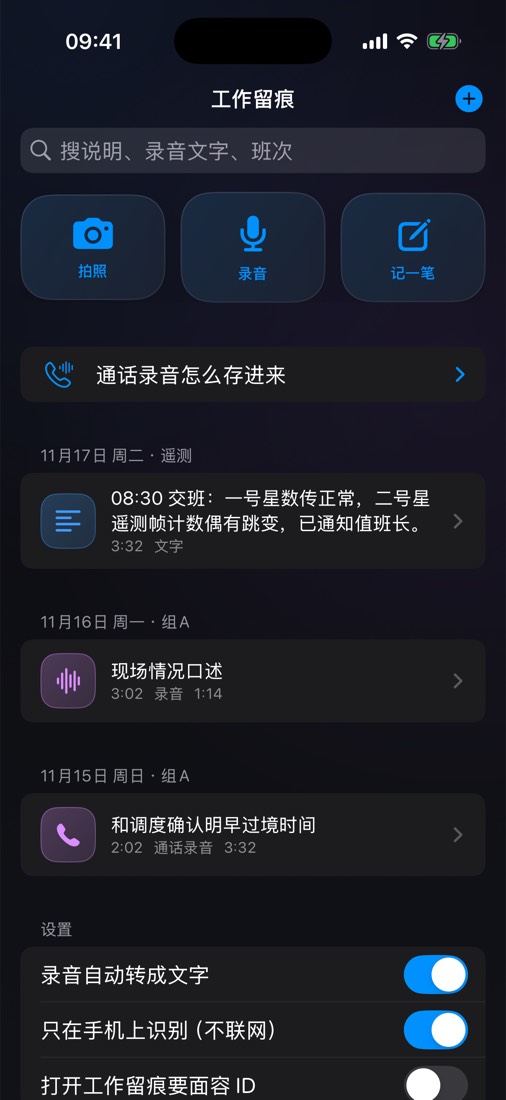 09:41
工作留痕
搜说明、录音文字、班次
拍照
录音
记一笔
通话录音怎么存进来
11月17日 周二 · 遥测
08:30 交班：一号星数传正常，二号星
遥测帧计数偶有跳变，已通知值班长。
3:32 文字
11月16日 周一 · 组A
现场情况口述
3:02 录音 1:14
11月15日 周日 · 组A
和调度确认明早过境时间
2:02 通话录音 3:32
设置
录音自动转成文字
只在手机上识别（不联网）
打开工作留痕要面容 ID